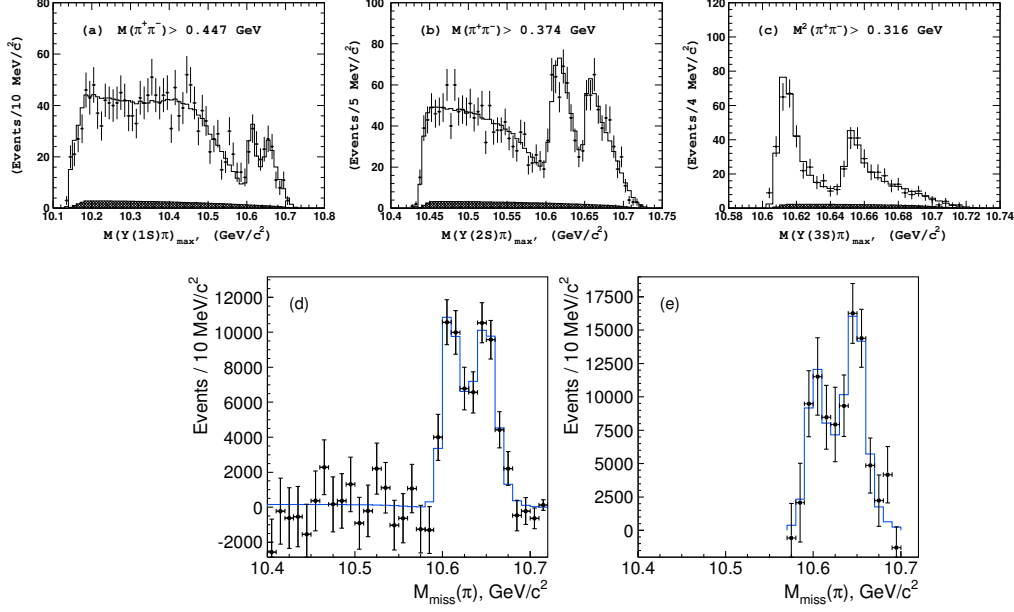 (a) M(π⁺π⁻)> 0.447 GeV
(Events/10 MeV/c²)
80
60
40
20
0
10.1 10.2 10.3 10.4 10.5 10.6 10.7 10.8
M(Y(1S)π)max, (GeV/c²)
(b) M(π⁺π⁻)> 0.374 GeV
(Events/5 MeV/c²)
100
80
60
40
20
0
10.4 10.45 10.5 10.55 10.6 10.65 10.7 10.75
M(Y(2S)π)max, (GeV/c²)
(c) M²(π⁺π⁻)> 0.316 GeV
(Events/4 MeV/c²)
120
100
80
60
40
20
0
10.58 10.6 10.62 10.64 10.66 10.68 10.7 10.72 10.74
M(Y(3S)π)max, (GeV/c²)
(d)
Events / 10 MeV/c²
12000
10000
8000
6000
4000
2000
0
-2000
10.4 10.5 10.6 10.7
Mmiss(π), GeV/c²
(e)
Events / 10 MeV/c²
17500
15000
12500
10000
7500
5000
2500
0
10.4 10.5 10.6 10.7
Mmiss(π), GeV/c²